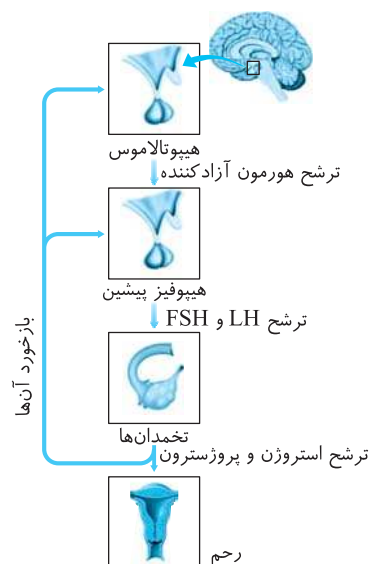 هیپوتالاموس
ترشح هورمون آزادکننده
هیپوفیز پیشین
ترشح LH و FSH
تخمدان‌ها
ترشح استروژن و پروژسترون
رحم
بازخورد آن‌ها